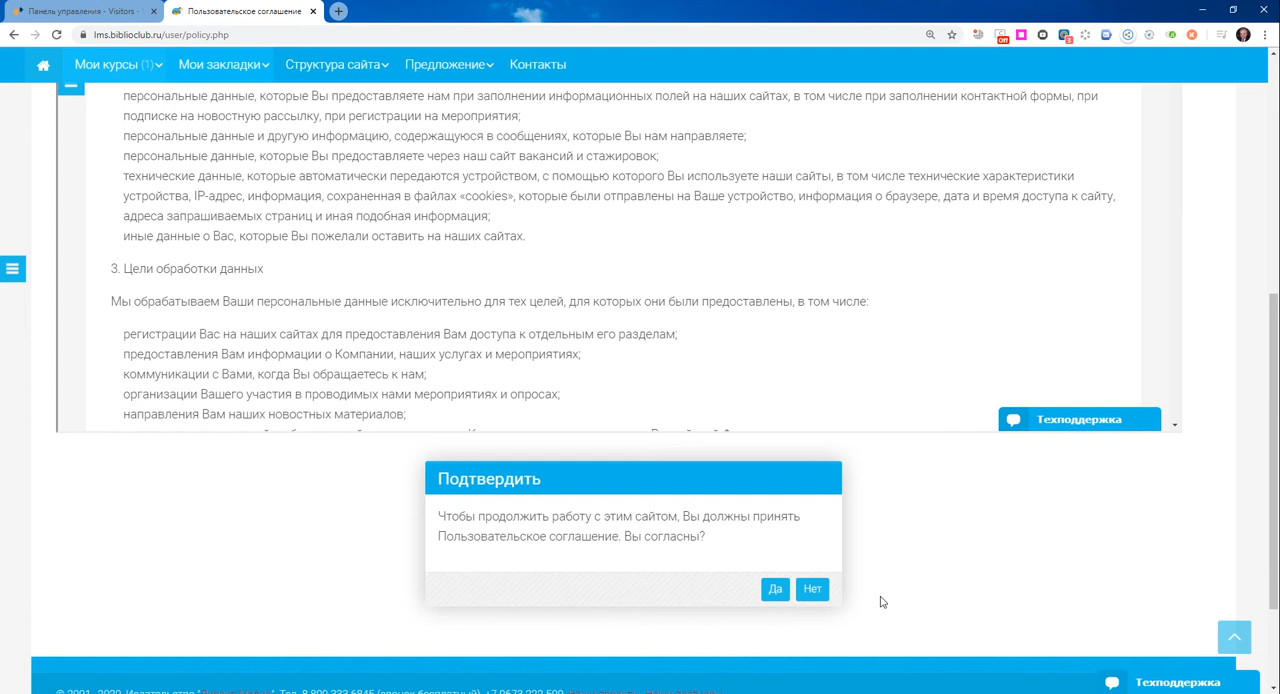 Панель управления - Visitors -
Пользовательское соглашение
lms.biblioclub.ru/user/policy.php
Off
3
Мои курсы (1) Мои закладки Структура сайта Предложение Контакты
персональные данные, которые Вы предоставляете нам при заполнении информационных полей на наших сайтах, в том числе при заполнении контактной формы, при
подписке на новостную рассылку, при регистрации на мероприятия;
персональные данные и другую информацию, содержащуюся в сообщениях, которые Вы нам направляете;
персональные данные, которые Вы предоставляете через наш сайт вакансий и стажировок;
технические данные, которые автоматически передаются устройством, с помощью которого Вы используете наши сайты, в том числе технические характеристики
устройства, IP-адрес, информация, сохраненная в файлах «cookies», которые были отправлены на Ваше устройство, информация о браузере, дата и время доступа к сайту,
адреса запрашиваемых страниц и иная подобная информация;
иные данные о Вас, которые Вы пожелали оставить на наших сайтах.
3. Цели обработки данных
Мы обрабатываем Ваши персональные данные исключительно для тех целей, для которых они были предоставлены, в том числе:
регистрации Вас на наших сайтах для предоставления Вам доступа к отдельным его разделам;
предоставления Вам информации о Компании, наших услугах и мероприятиях;
коммуникации с Вами, когда Вы обращаетесь к нам;
организации Вашего участия в проводимых нами мероприятиях и опросах;
направления Вам наших новостных материалов;
Техподдержка
Подтвердить
Чтобы продолжить работу с этим сайтом, Вы должны принять
Пользовательское соглашение. Вы согласны?
Да Нет
Техподдержка